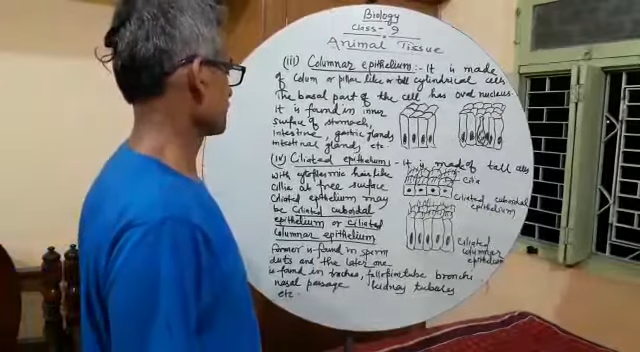 Biology
Class-9
Animal Tissue
(iii) Columnar epithelium:- It is made
of Colum or pillar like or tall cylindrical cells
The basal part of the cell has oval nucleus.
It is found in inner
surface of stomach,
intestine, gastric glands
intestinal glands etc
(iv) Ciliated epithelium:- It is made of tall cells
with cytoplasmic hair like
cillia at free surface
Cilia
Ciliated epithelium may
be Ciliated cuboidal
epithelium or ciliated
Columnar epithelium
Ciliated cuboidal
epithelium
former is found in sperm
ducts and the later one
is found in trachea, fallopian tube bronchi
nasal passage kidney tubules
etc.
Ciliated
columnar
epithelium